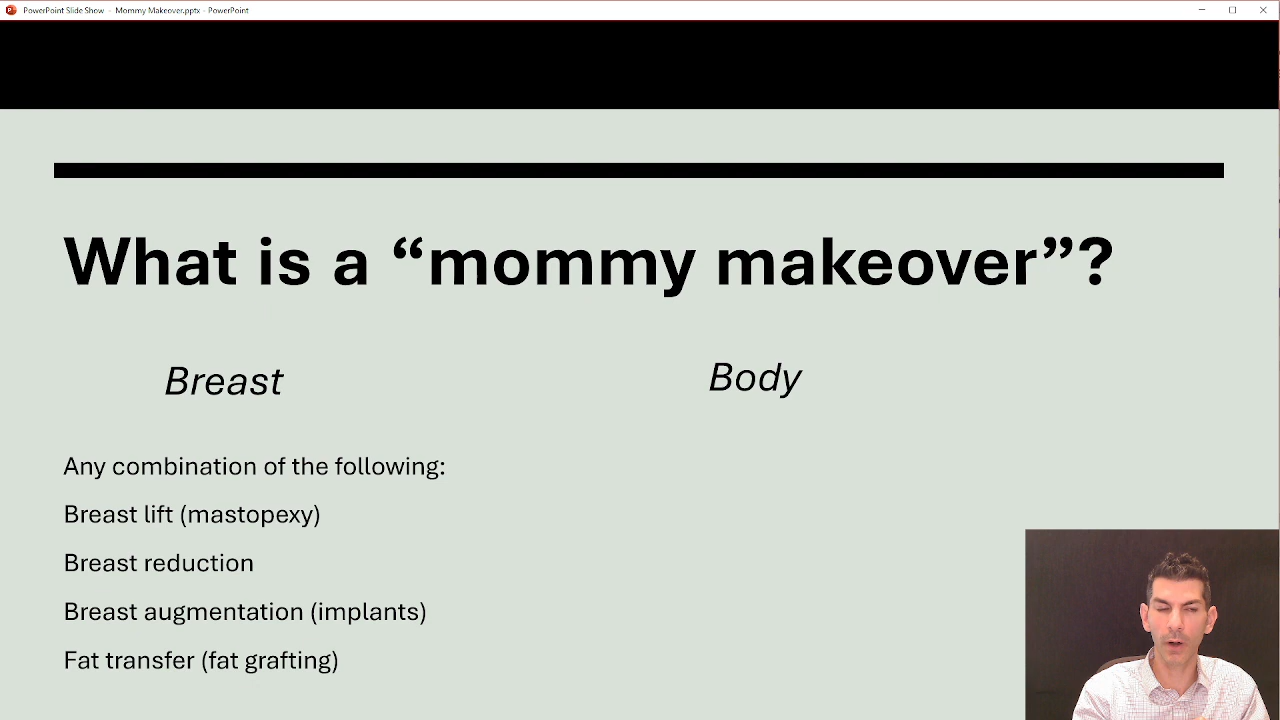 PowerPoint Slide Show - Mommy Makeover.pptx - PowerPoint
What is a “mommy makeover”?
Breast
Any combination of the following:
Breast lift (mastopexy)
Breast reduction
Breast augmentation (implants)
Fat transfer (fat grafting)
Body